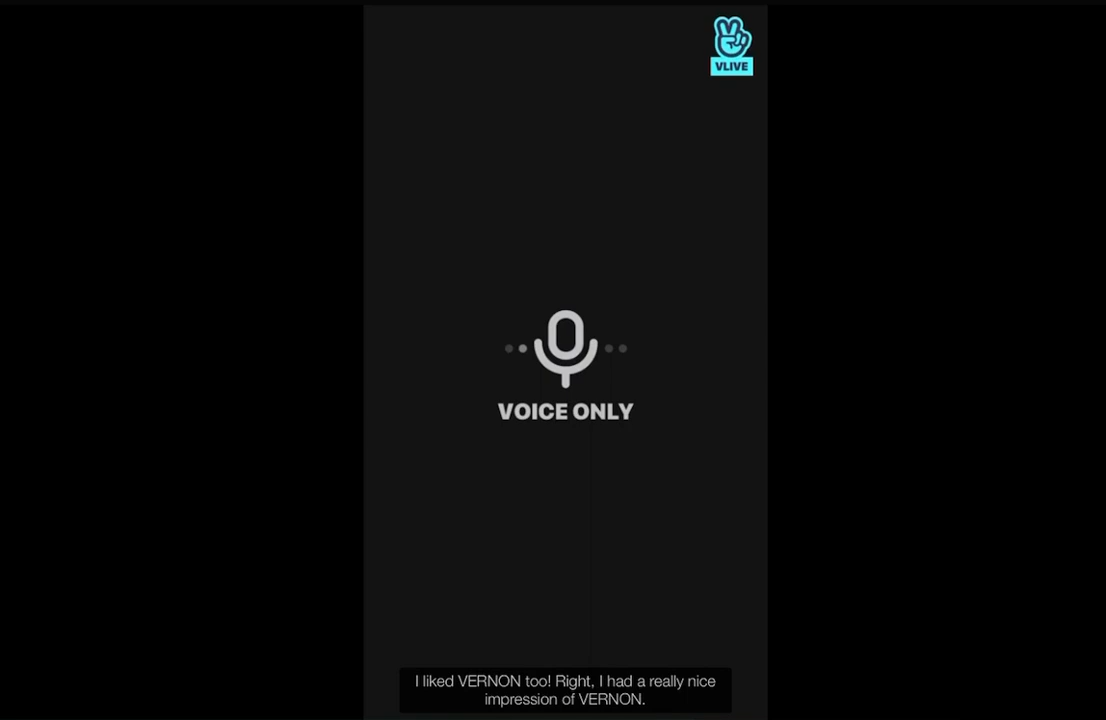 VLIVE
VOICE ONLY
I liked VERNON too! Right, I had a really nice
impression of VERNON.